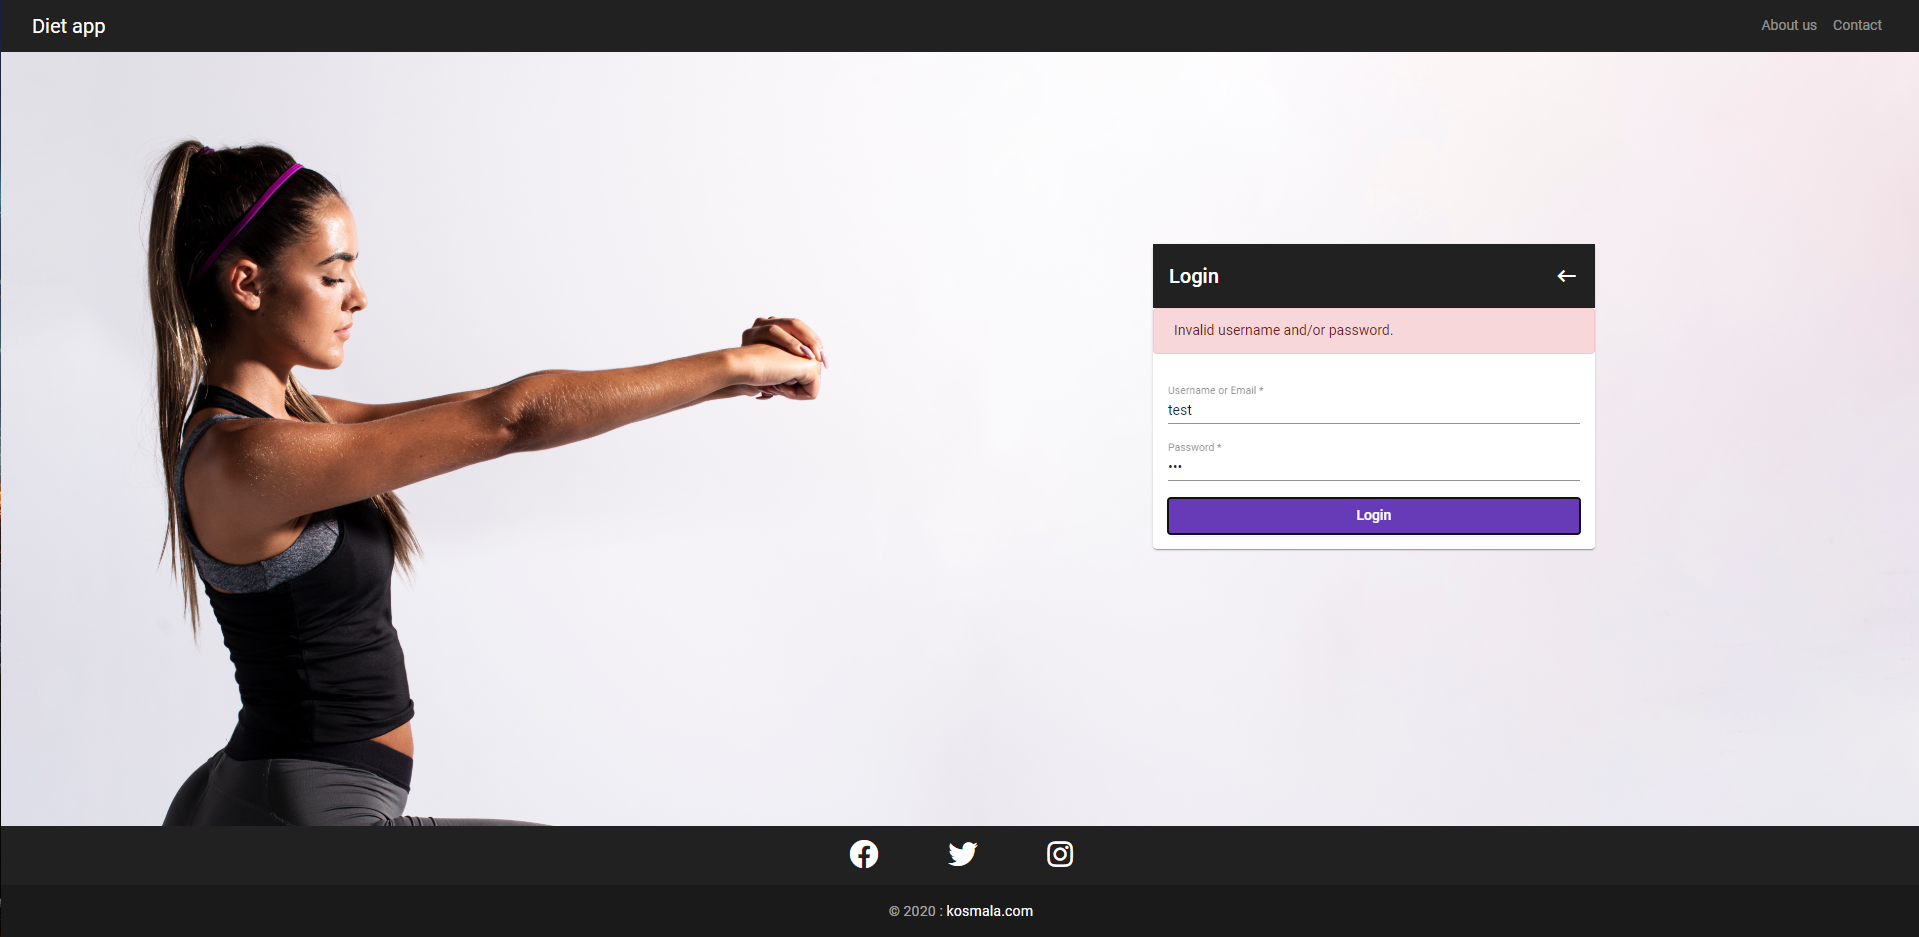 Diet app
About us Contact
Login
Invalid username and/or password.
Username or Email *
test
Password *
•••
Login
© 2020 : kosmala.com